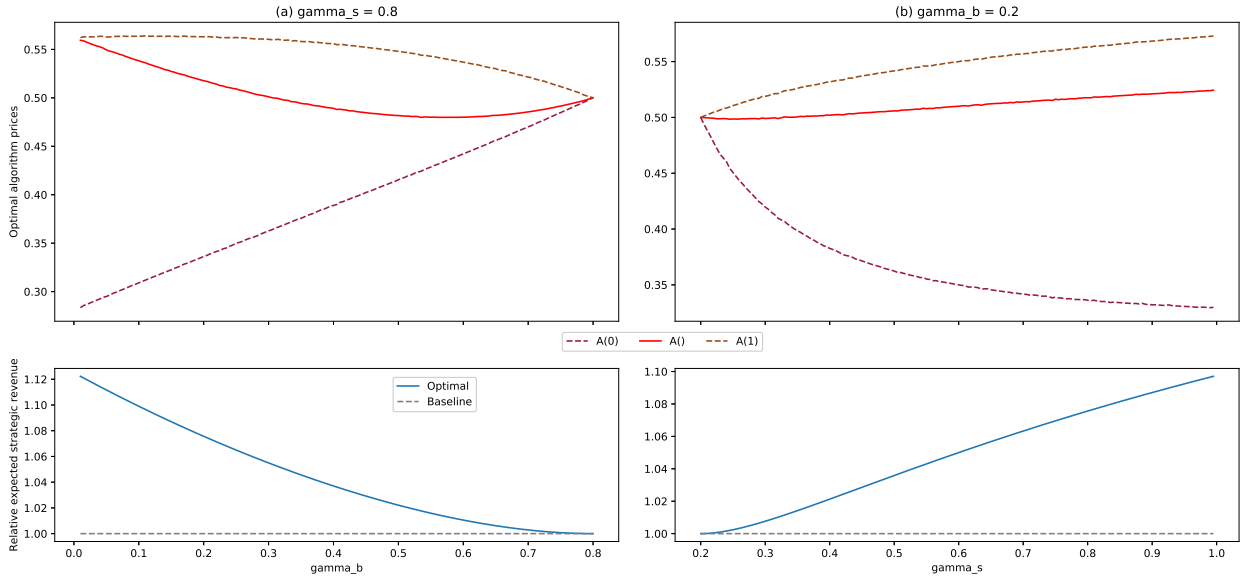 (a) gamma_s = 0.8
(b) gamma_b = 0.2
Optimal algorithm prices
0.55
0.50
0.45
0.40
0.35
0.30
0.55
0.50
0.45
0.40
0.35
A(0) A() A(1)
Relative expected strategic revenue
1.12
1.10
1.08
1.06
1.04
1.02
1.00
Optimal
Baseline
1.10
1.08
1.06
1.04
1.02
1.00
0.0 0.1 0.2 0.3 0.4 0.5 0.6 0.7 0.8
gamma_b
0.2 0.3 0.4 0.5 0.6 0.7 0.8 0.9 1.0
gamma_s